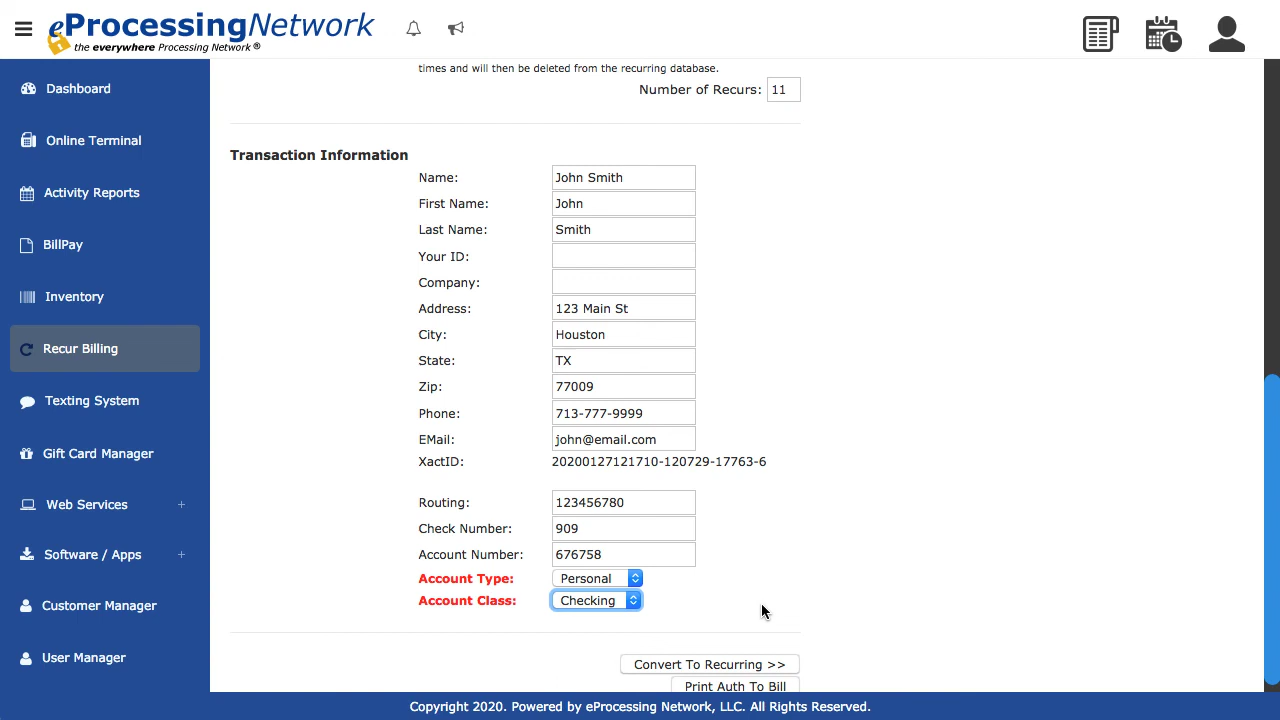 eProcessingNetwork
the everywhere Processing Network ®
Dashboard
Online Terminal
Activity Reports
BillPay
Inventory
Recur Billing
Texting System
Gift Card Manager
Web Services +
Software / Apps +
Customer Manager
User Manager
times and will then be deleted from the recurring database.
Number of Recurs: 11
Transaction Information
Name: John Smith
First Name: John
Last Name: Smith
Your ID:
Company:
Address: 123 Main St
City: Houston
State: TX
Zip: 77009
Phone: 713-777-9999
EMail: john@email.com
XactID: 20200127121710-120729-17763-6
Routing: 123456780
Check Number: 909
Account Number: 676758
Account Type: Personal
Account Class: Checking
Convert To Recurring >>
Print Auth To Bill
Copyright 2020. Powered by eProcessing Network, LLC. All Rights Reserved.